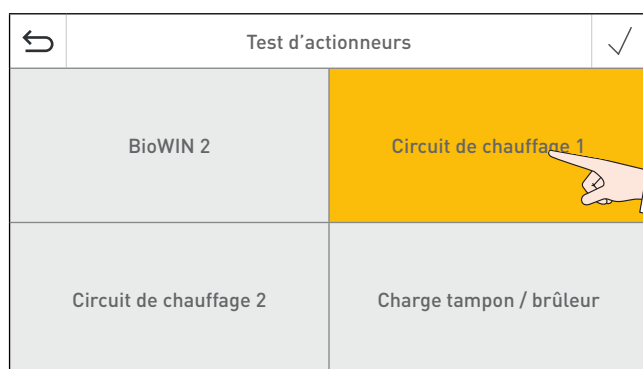 Test d'actionneurs
BioWIN 2
Circuit de chauffage 1
Circuit de chauffage 2
Charge tampon / brûleur